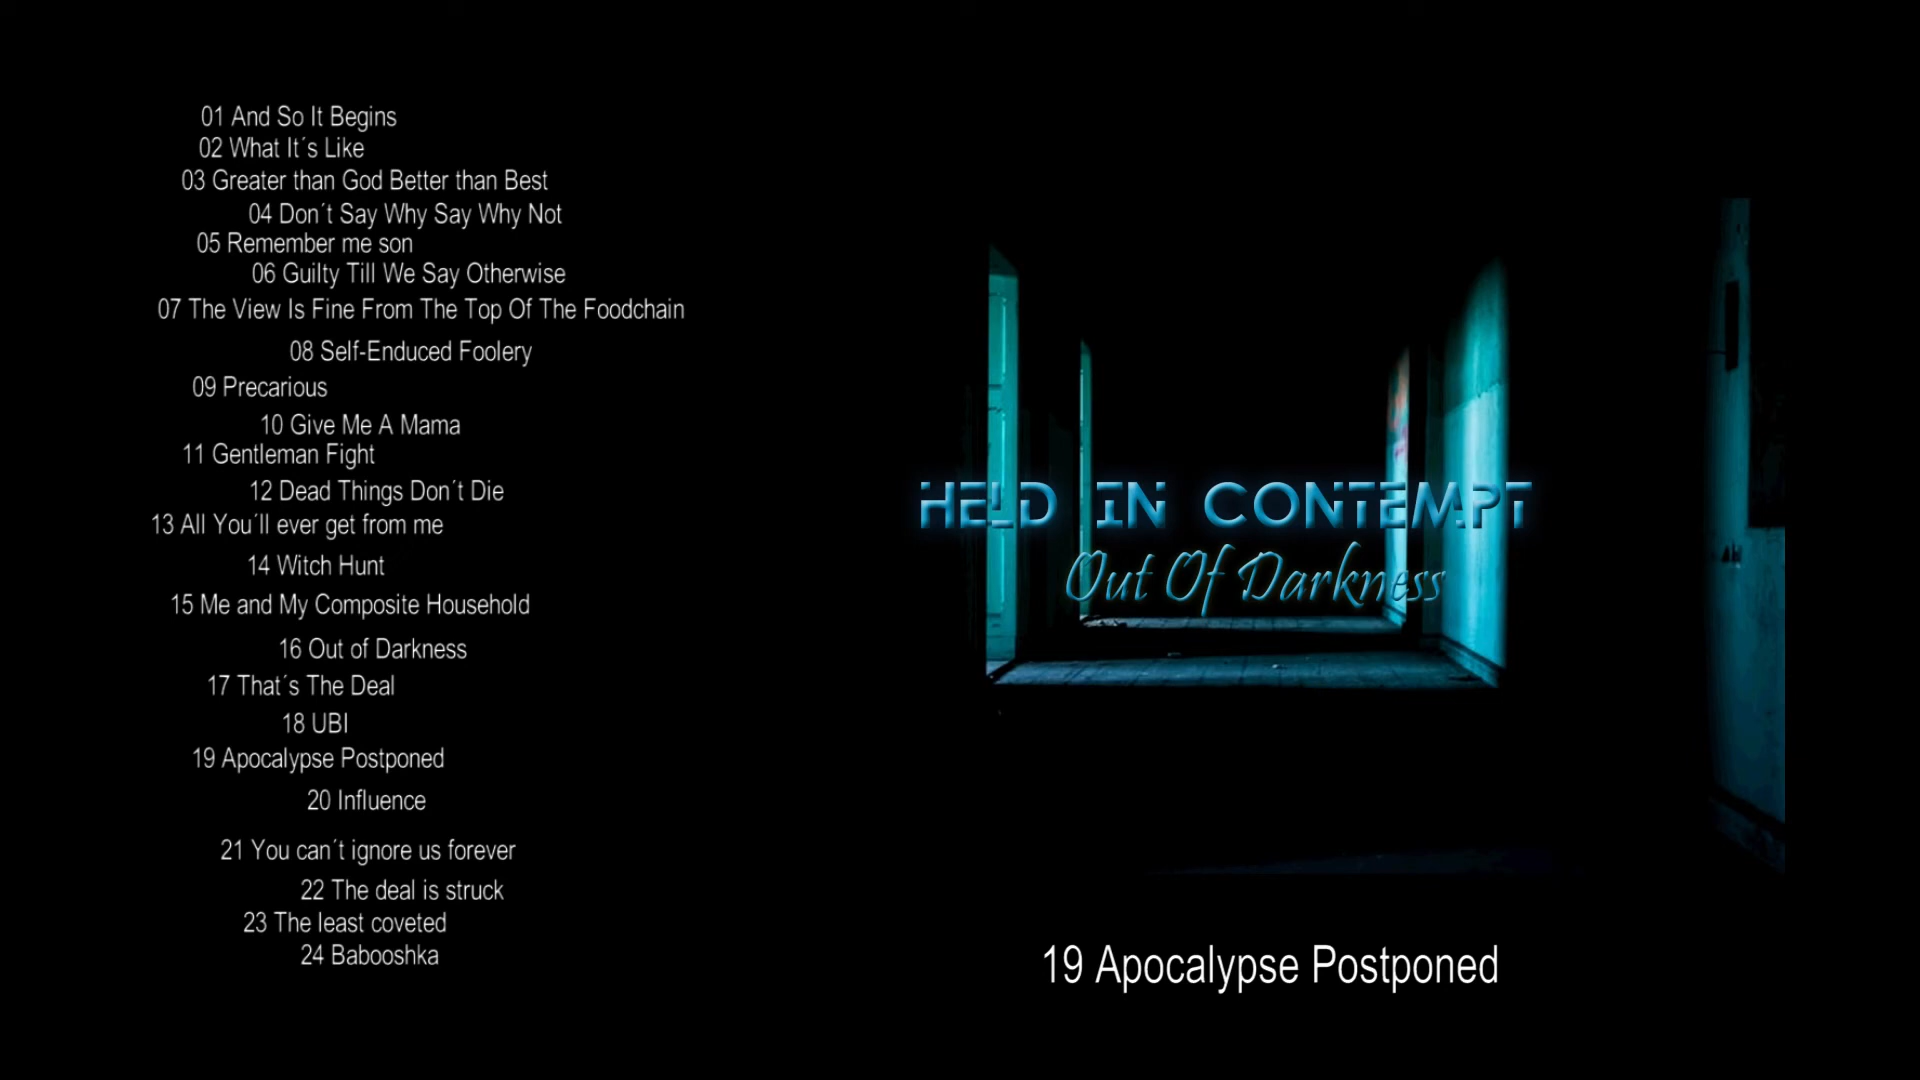 01 And So It Begins
02 What It´s Like
03 Greater than God Better than Best
04 Don´t Say Why Say Why Not
05 Remember me son
06 Guilty Till We Say Otherwise
07 The View Is Fine From The Top Of The Foodchain
08 Self-Enduced Foolery
09 Precarious
10 Give Me A Mama
11 Gentleman Fight
12 Dead Things Don´t Die
13 All You´ll ever get from me
14 Witch Hunt
15 Me and My Composite Household
16 Out of Darkness
17 That´s The Deal
18 UBI
19 Apocalypse Postponed
20 Influence
21 You can´t ignore us forever
22 The deal is struck
23 The least coveted
24 Babooshka
HELD IN CONTEMPT
Out Of Darkness
19 Apocalypse Postponed